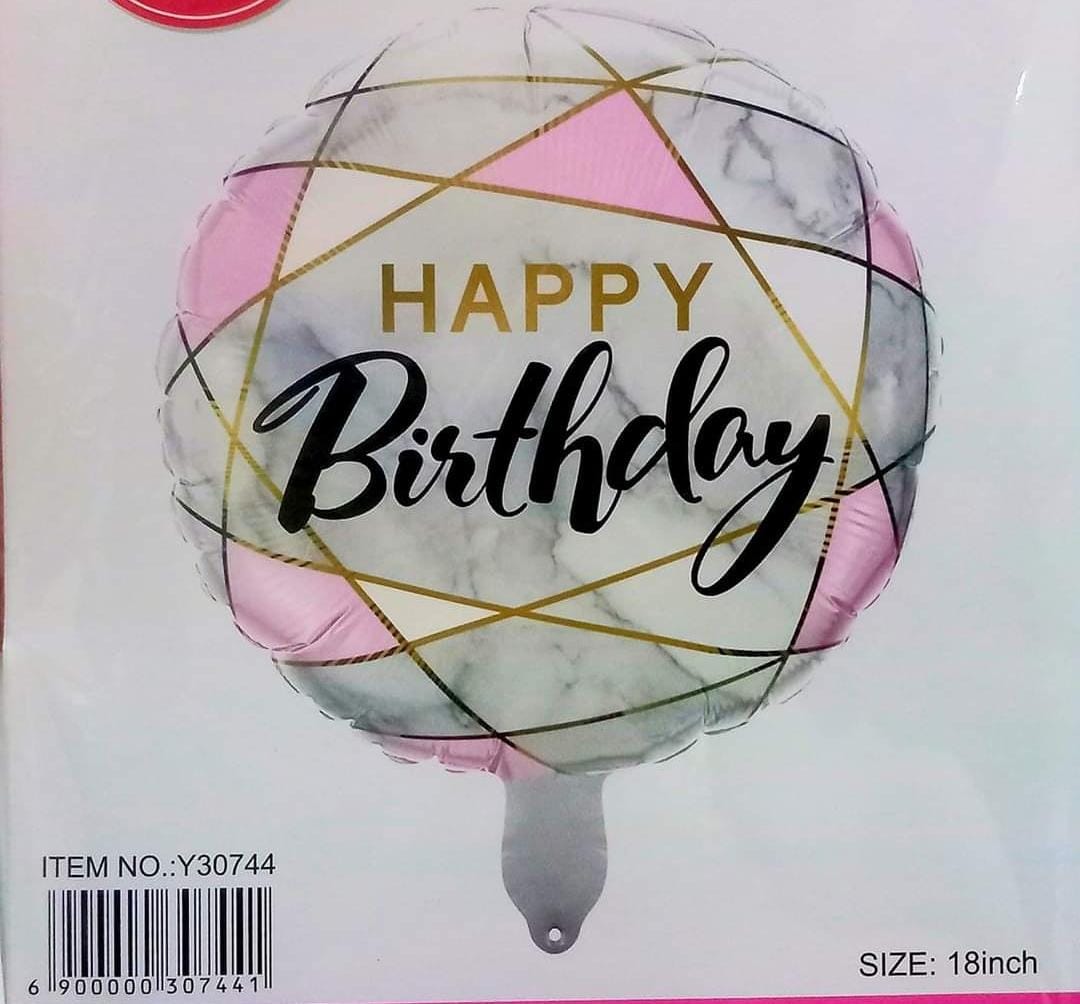 HAPPY
Birthday
ITEM NO.:Y30744
6 900000 307441
SIZE: 18inch